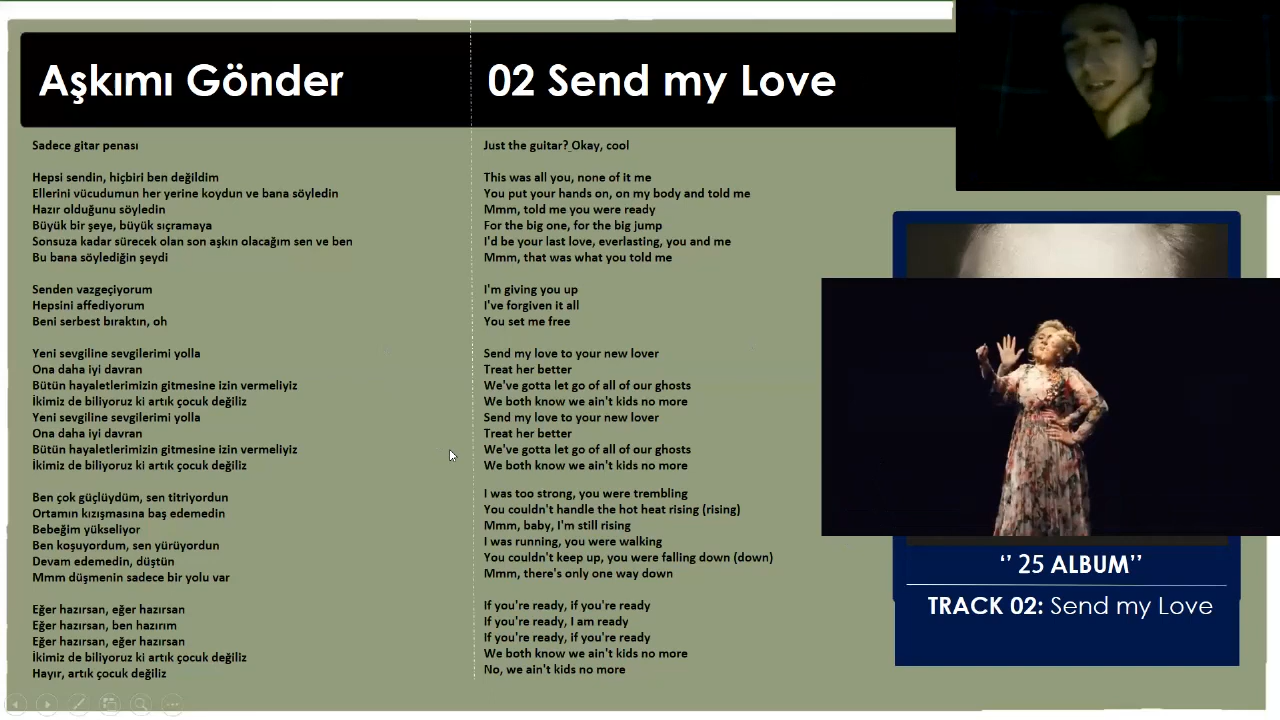 Aşkımı Gönder
Sadece gitar penası
Hepsi sendin, hiçbiri ben değildim
Ellerini vücudumun her yerine koydun ve bana söyledin
Hazır olduğunu söyledin
Büyük bir şeye, büyük sıçramaya
Sonsuza kadar sürecek olan son aşkın olacağım sen ve ben
Bu bana söylediğin şeydi
Senden vazgeçiyorum
Hepsini affediyorum
Beni serbest bıraktın, oh
Yeni sevgiline sevgilerimi yolla
Ona daha iyi davran
Bütün hayaletlerimizin gitmesine izin vermeliyiz
İkimiz de biliyoruz ki artık çocuk değiliz
Yeni sevgiline sevgilerimi yolla
Ona daha iyi davran
Bütün hayaletlerimizin gitmesine izin vermeliyiz
İkimiz de biliyoruz ki artık çocuk değiliz
Ben çok güçlüydüm, sen titriyordun
Ortamın kızışmasına baş edemedin
Bebeğim yükseliyor
Ben koşuyordum, sen yürüyordun
Devam edemedin, düştün
Mmm düşmenin sadece bir yolu var
Eğer hazırsan, eğer hazırsan
Eğer hazırsan, ben hazırım
Eğer hazırsan, eğer hazırsan
İkimiz de biliyoruz ki artık çocuk değiliz
Hayır, artık çocuk değiliz
02 Send my Love
Just the guitar? Okay, cool
This was all you, none of it me
You put your hands on, on my body and told me
Mmm, told me you were ready
For the big one, for the big jump
I'd be your last love, everlasting, you and me
Mmm, that was what you told me
I'm giving you up
I've forgiven it all
You set me free
Send my love to your new lover
Treat her better
We've gotta let go of all of our ghosts
We both know we ain't kids no more
Send my love to your new lover
Treat her better
We've gotta let go of all of our ghosts
We both know we ain't kids no more
I was too strong, you were trembling
You couldn't handle the hot heat rising (rising)
Mmm, baby, I'm still rising
I was running, you were walking
You couldn't keep up, you were falling down (down)
Mmm, there's only one way down
If you're ready, if you're ready
If you're ready, I am ready
If you're ready, if you're ready
We both know we ain't kids no more
No, we ain't kids no more
‘’ 25 ALBUM’’
TRACK 02: Send my Love